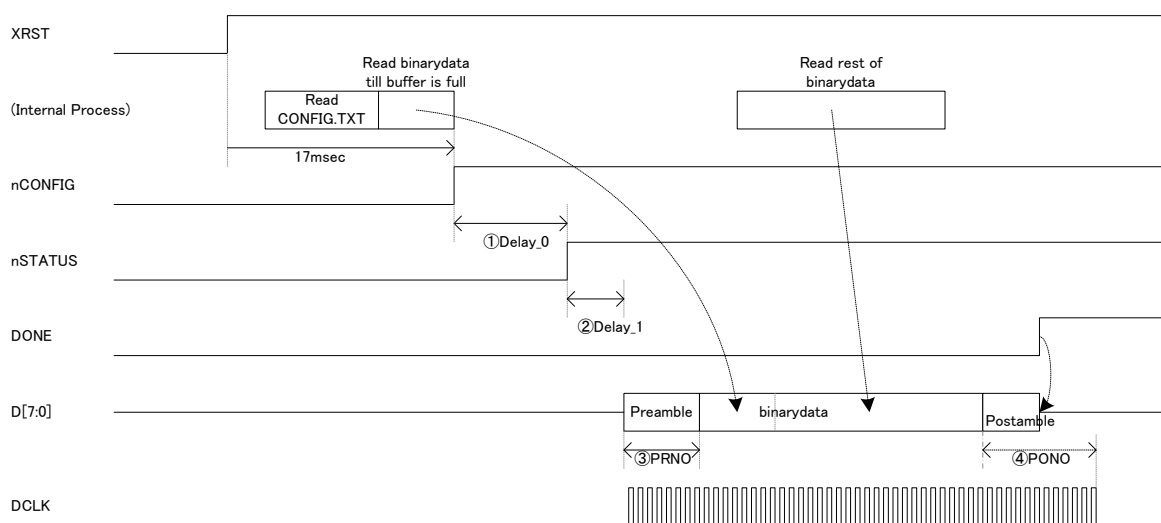 XRST
Read binarydata
till buffer is full
Read rest of
binarydata
(Internal Process)
Read
CONFIG.TXT
17msec
nCONFIG
①Delay_0
nSTATUS
②Delay_1
DONE
D[7:0]
Preamble
binarydata
Postamble
③PRNO
④PONO
DCLK